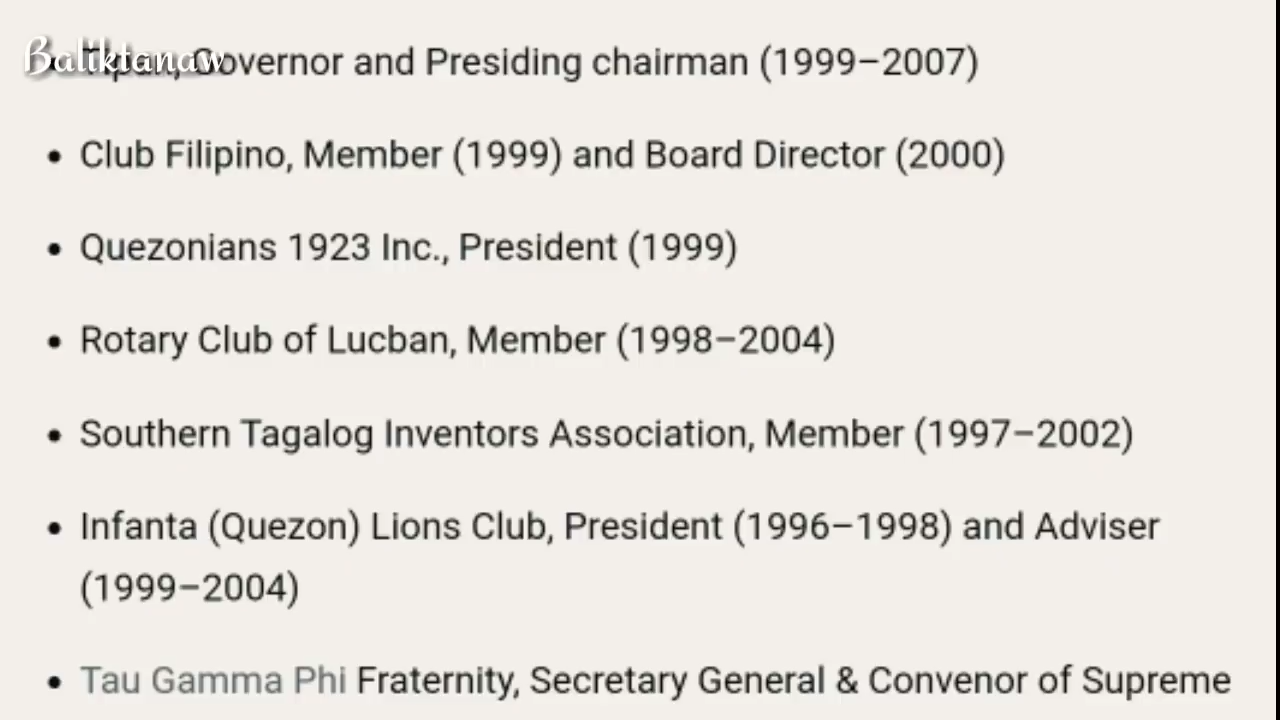 Baliktanaw
Governor and Presiding chairman (1999–2007)
• Club Filipino, Member (1999) and Board Director (2000)
• Quezonians 1923 Inc., President (1999)
• Rotary Club of Lucban, Member (1998–2004)
• Southern Tagalog Inventors Association, Member (1997–2002)
• Infanta (Quezon) Lions Club, President (1996–1998) and Adviser
(1999–2004)
• Tau Gamma Phi Fraternity, Secretary General & Convenor of Supreme